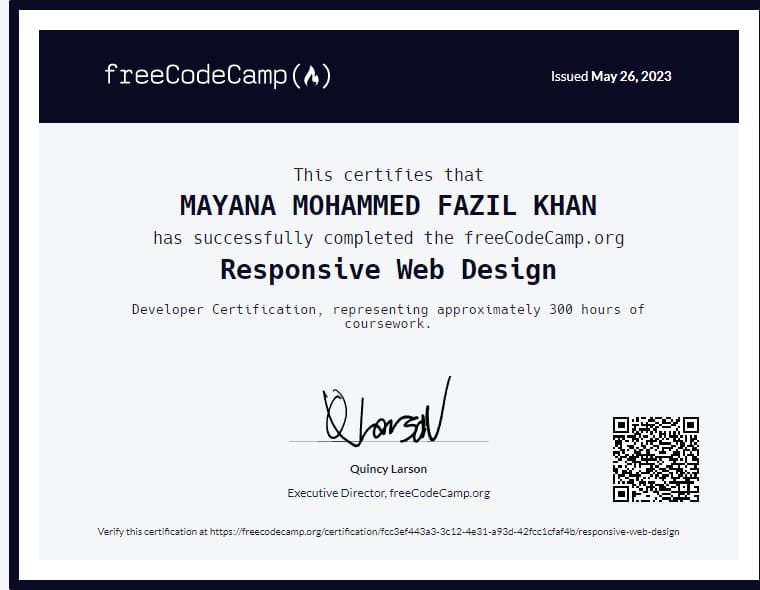 freeCodeCamp(🔥)
Issued May 26, 2023
This certifies that
MAYANA MOHAMMED FAZIL KHAN
has successfully completed the freeCodeCamp.org
Responsive Web Design
Developer Certification, representing approximately 300 hours of
coursework.
Q Larson
Quincy Larson
Executive Director, freeCodeCamp.org
Verify this certification at https://freecodecamp.org/certification/fcc3ef443a3-3c12-4e31-a93d-42fcc1cfaf4b/responsive-web-design